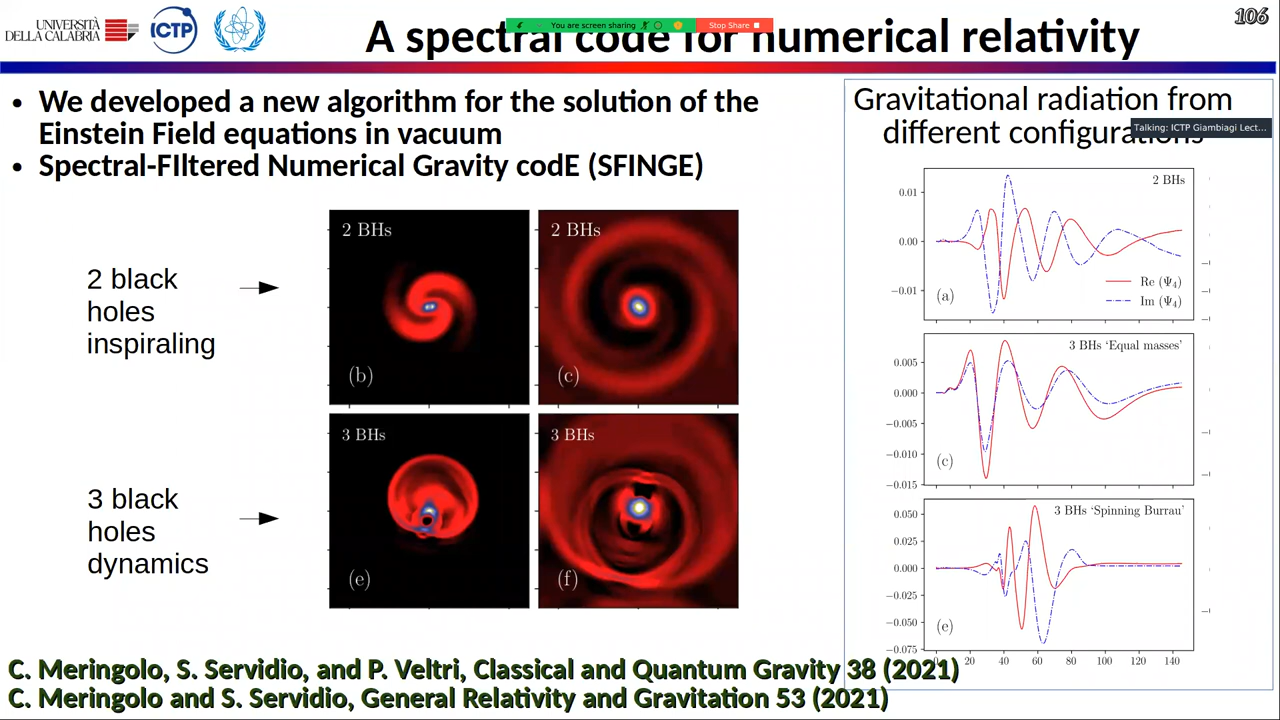 UNIVERSITÀ
DELLA CALABRIA
ICTP
You are screen sharing
Stop Share
A spectral code for numerical relativity
106
• We developed a new algorithm for the solution of the
Einstein Field equations in vacuum
• Spectral-FIltered Numerical Gravity codE (SFINGE)
2 black
holes
inspiraling
3 black
holes
dynamics
2 BHs
(b)
2 BHs
(c)
3 BHs
(e)
3 BHs
(f)
Gravitational radiation from
different
Talking: ICTP Giambiagi Lect...
2 BHs
0.01
0.00
−0.01
(a)
Re (Ψ₄)
Im (Ψ₄)
3 BHs ‘Equal masses’
0.005
0.000
−0.005
−0.010
−0.015
(c)
3 BHs ‘Spinning Burrau’
0.050
0.025
0.000
−0.025
−0.050
−0.075
(e)
0 20 40 60 80 100 120 140
C. Meringolo, S. Servidio, and P. Veltri, Classical and Quantum Gravity 38 (2021)
C. Meringolo and S. Servidio, General Relativity and Gravitation 53 (2021)